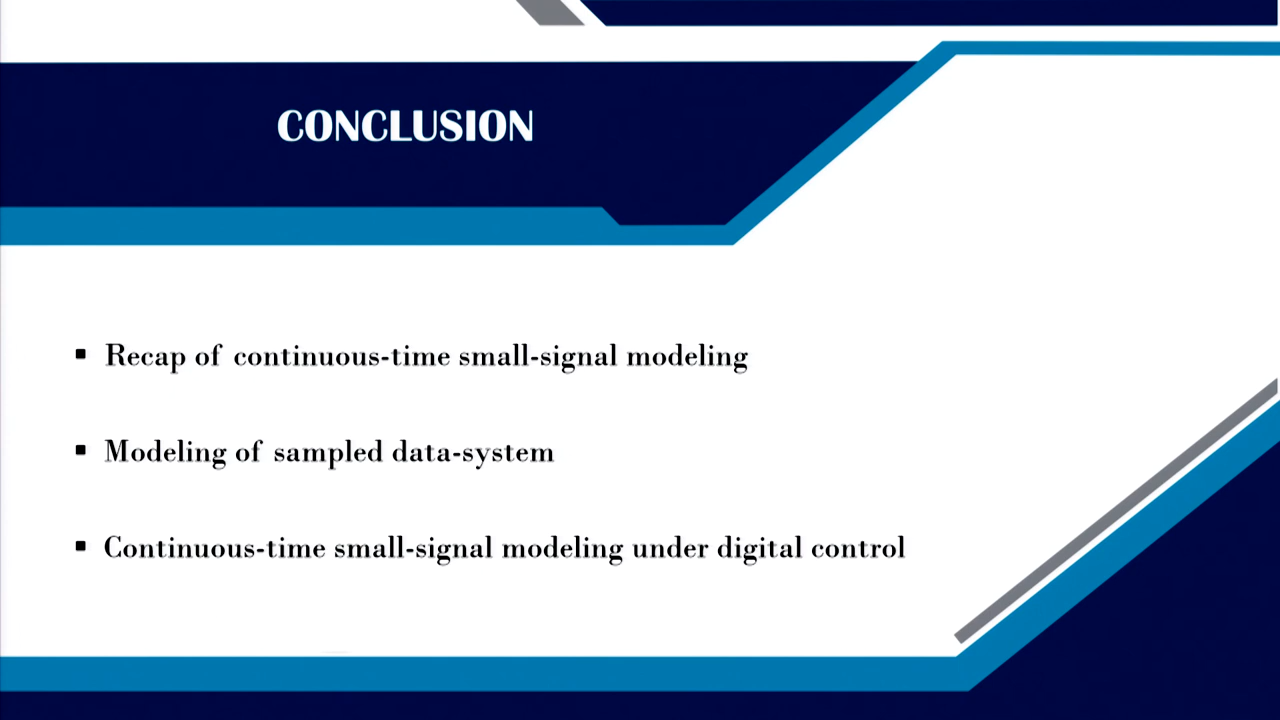 CONCLUSION
▪ Recap of continuous-time small-signal modeling
▪ Modeling of sampled data-system
▪ Continuous-time small-signal modeling under digital control